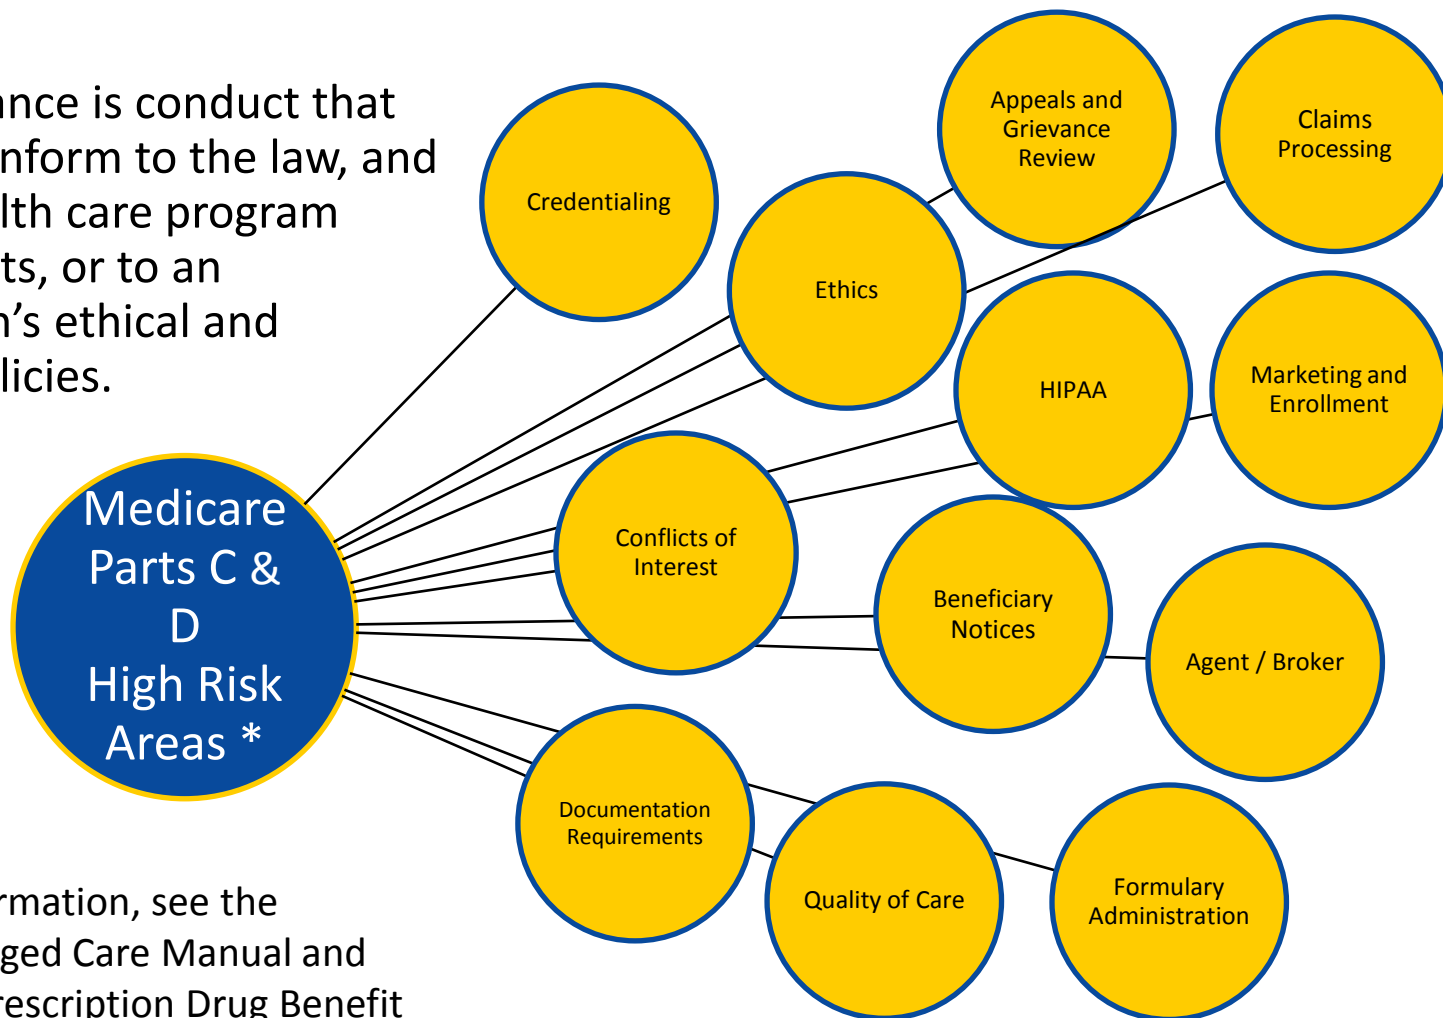 ance is conduct that
nform to the law, and
lth care program
ts, or to an
n’s ethical and
licies.
Credentialing
Appeals and
Grievance
Review
Claims
Processing
Ethics
HIPAA
Marketing and
Enrollment
Medicare
Parts C &
D
High Risk
Areas *
Conflicts of
Interest
Beneficiary
Notices
Agent / Broker
Documentation
Requirements
Quality of Care
Formulary
Administration
rmation, see the
ged Care Manual and
rescription Drug Benefit